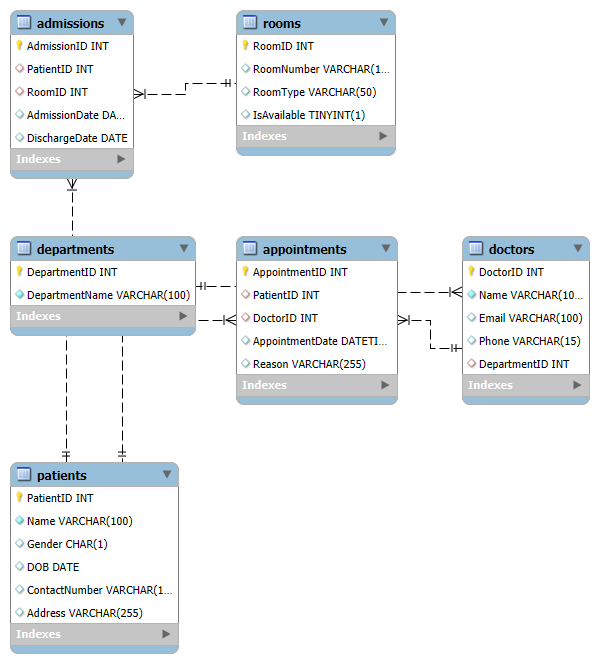 admissions
AdmissionID INT
PatientID INT
RoomID INT
AdmissionDate DA...
DischargeDate DATE
Indexes
rooms
RoomID INT
RoomNumber VARCHAR(1...
RoomType VARCHAR(50)
IsAvailable TINYINT(1)
Indexes
departments
DepartmentID INT
DepartmentName VARCHAR(100)
Indexes
appointments
AppointmentID INT
PatientID INT
DoctorID INT
AppointmentDate DATETI...
Reason VARCHAR(255)
Indexes
doctors
DoctorID INT
Name VARCHAR(10...
Email VARCHAR(100)
Phone VARCHAR(15)
DepartmentID INT
Indexes
patients
PatientID INT
Name VARCHAR(100)
Gender CHAR(1)
DOB DATE
ContactNumber VARCHAR(1...
Address VARCHAR(255)
Indexes